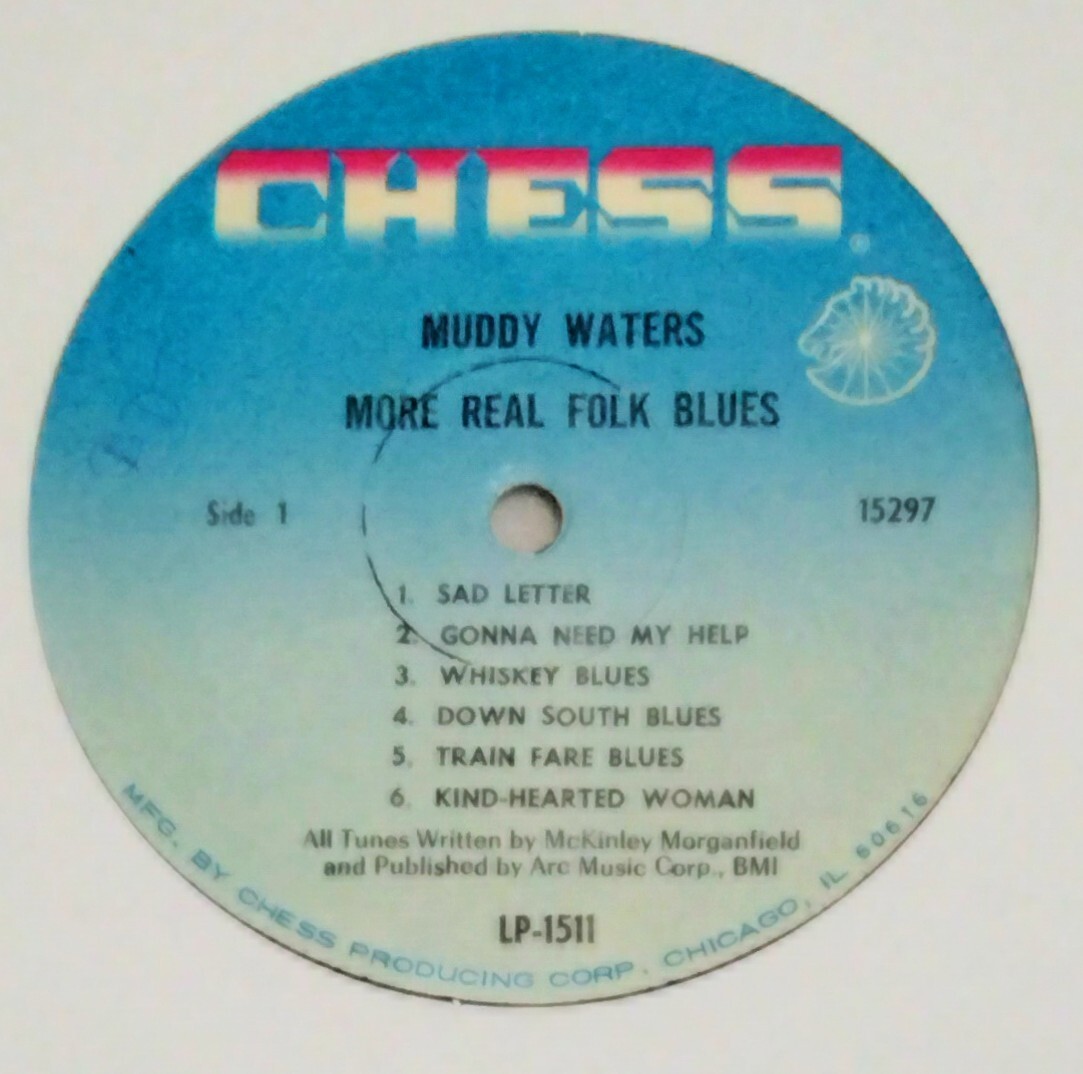 CHESS
®
MUDDY WATERS
MORE REAL FOLK BLUES
Side 1
15297
1. SAD LETTER
2. GONNA NEED MY HELP
3. WHISKEY BLUES
4. DOWN SOUTH BLUES
5. TRAIN FARE BLUES
6. KIND-HEARTED WOMAN
All Tunes Written by McKinley Morganfield
and Published by Arc Music Corp., BMI
LP-1511
MFG. BY CHESS PRODUCING CORP. CHICAGO, IL 60616